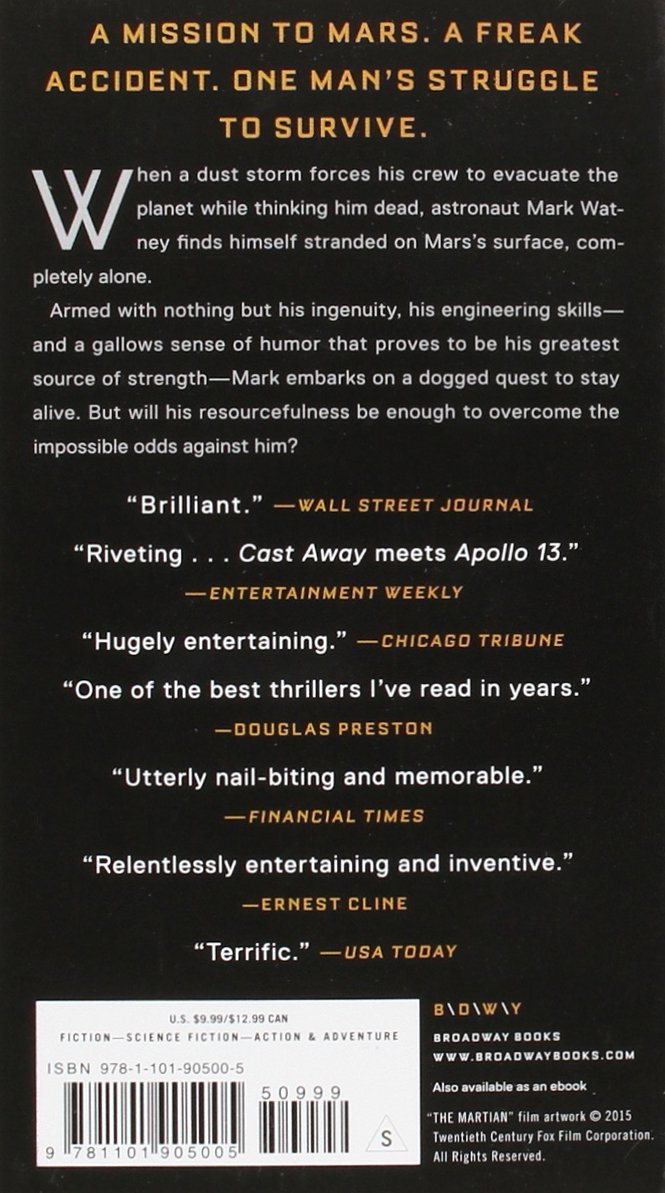 A MISSION TO MARS. A FREAK
ACCIDENT. ONE MAN'S STRUGGLE
TO SURVIVE.
When a dust storm forces his crew to evacuate the
planet while thinking him dead, astronaut Mark Wat-
ney finds himself stranded on Mars's surface, com-
pletely alone.
Armed with nothing but his ingenuity, his engineering skills—
and a gallows sense of humor that proves to be his greatest
source of strength—Mark embarks on a dogged quest to stay
alive. But will his resourcefulness be enough to overcome the
impossible odds against him?
“Brilliant.” —WALL STREET JOURNAL
“Riveting . . . Cast Away meets Apollo 13.”
—ENTERTAINMENT WEEKLY
“Hugely entertaining.” —CHICAGO TRIBUNE
“One of the best thrillers I've read in years.”
—DOUGLAS PRESTON
“Utterly nail-biting and memorable.”
—FINANCIAL TIMES
“Relentlessly entertaining and inventive.”
—ERNEST CLINE
“Terrific.” —USA TODAY
U.S. $9.99/$12.99 CAN
FICTION—SCIENCE FICTION—ACTION & ADVENTURE
ISBN 978-1-101-90500-5
50999
9 781101 905005
S
B\D\W\Y
BROADWAY BOOKS
WWW.BROADWAYBOOKS.COM
Also available as an ebook
“THE MARTIAN” film artwork © 2015
Twentieth Century Fox Film Corporation.
All Rights Reserved.